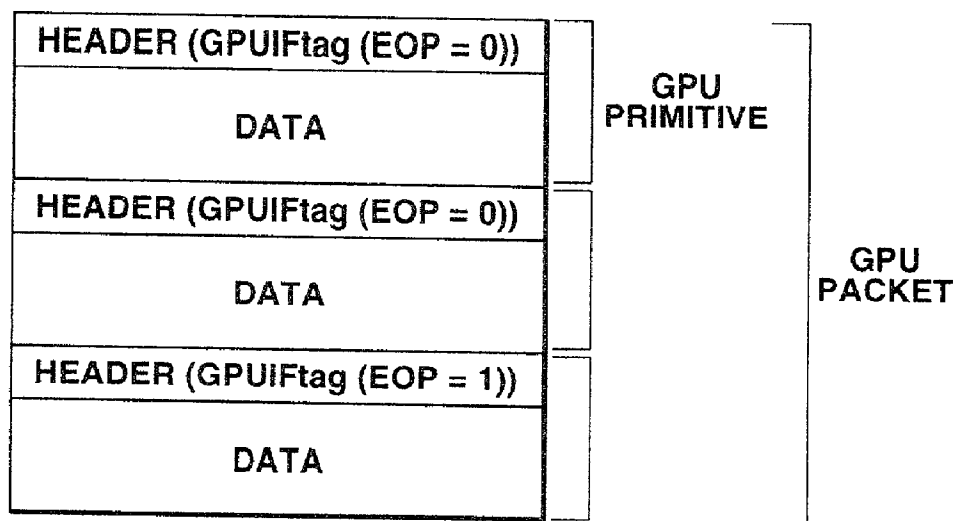 HEADER (GPUIFtag (EOP = 0))
DATA
GPU
PRIMITIVE
HEADER (GPUIFtag (EOP = 0))
DATA
GPU
PACKET
HEADER (GPUIFtag (EOP = 1))
DATA